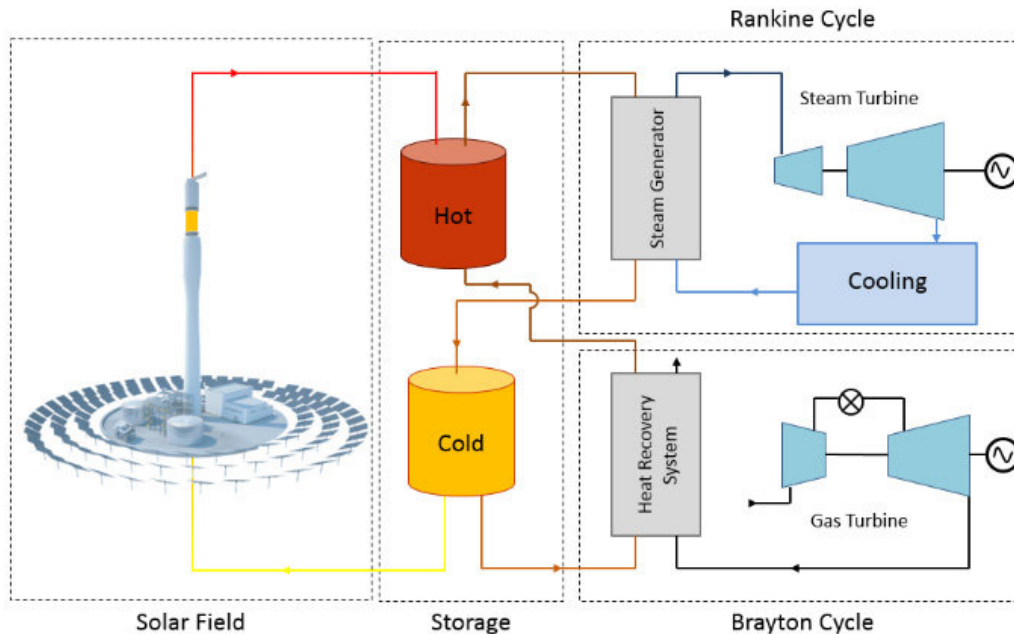 Rankine Cycle
Steam Turbine
Steam Generator
Hot
Cooling
Cold
Heat Recovery
System
Gas Turbine
Solar Field
Storage
Brayton Cycle